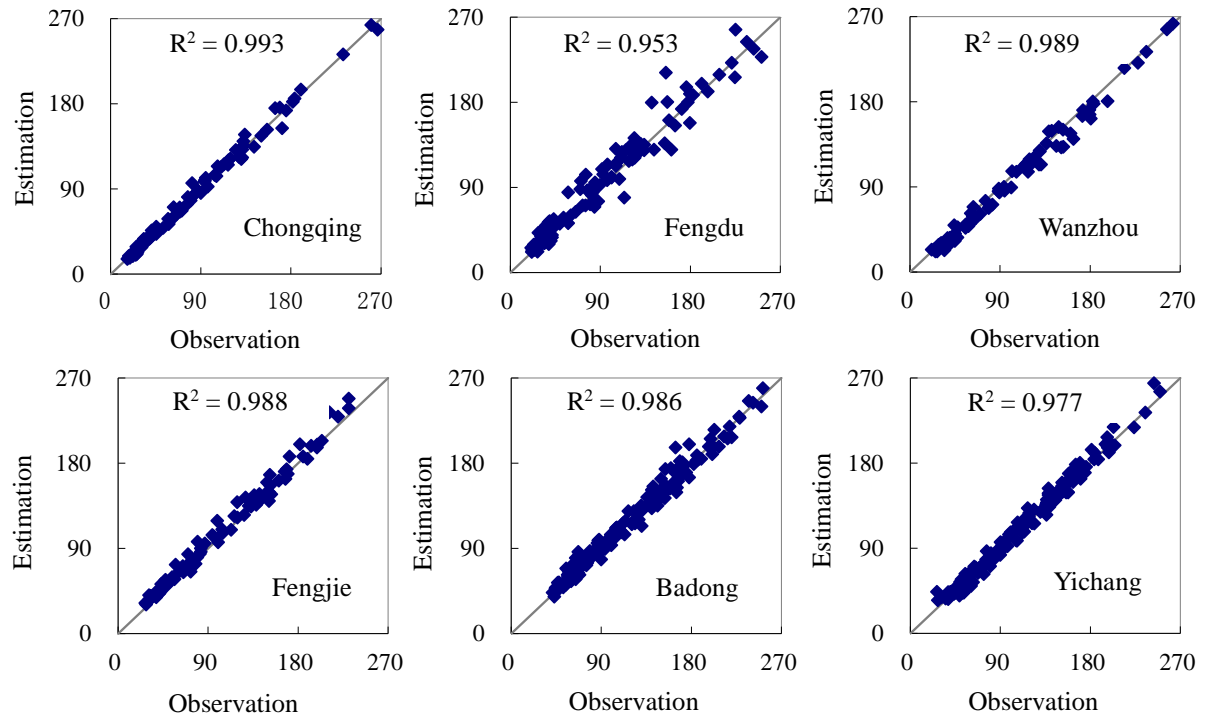 270
180
90
0
0
90
180
270
Estimation
Observation
R² = 0.993
Chongqing
270
180
90
0
0
90
180
270
Estimation
Observation
R² = 0.953
Fengdu
270
180
90
0
0
90
180
270
Estimation
Observation
R² = 0.989
Wanzhou
270
180
90
0
0
90
180
270
Estimation
Observation
R² = 0.988
Fengjie
270
180
90
0
0
90
180
270
Estimation
Observation
R² = 0.986
Badong
270
180
90
0
0
90
180
270
Estimation
Observation
R² = 0.977
Yichang